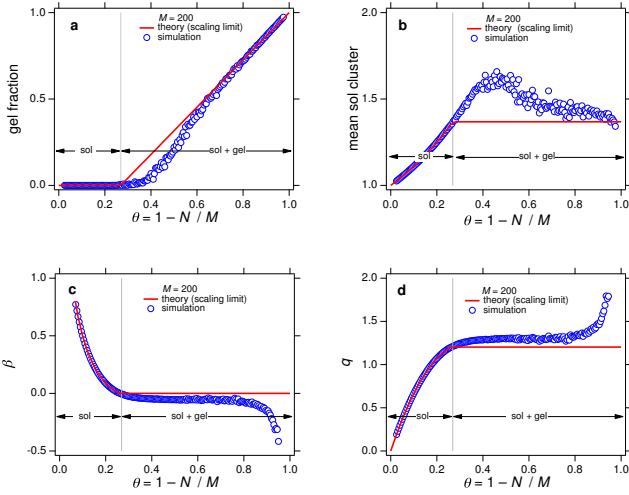 a
M = 200
theory (scaling limit)
simulation
gel fraction
1.0
0.5
0.0
sol
sol + gel
0.0 0.2 0.4 0.6 0.8 1.0
θ = 1 − N / M
b
M = 200
theory (scaling limit)
simulation
mean sol cluster
2.0
1.5
1.0
sol
sol + gel
0.0 0.2 0.4 0.6 0.8 1.0
θ = 1 − N / M
c
M = 200
theory (scaling limit)
simulation
β
1.0
0.5
0.0
-0.5
sol
sol + gel
0.0 0.2 0.4 0.6 0.8 1.0
θ = 1 − N / M
d
M = 200
theory (scaling limit)
simulation
q
2.0
1.5
1.0
0.5
0.0
sol
sol + gel
0.0 0.2 0.4 0.6 0.8 1.0
θ = 1 − N / M